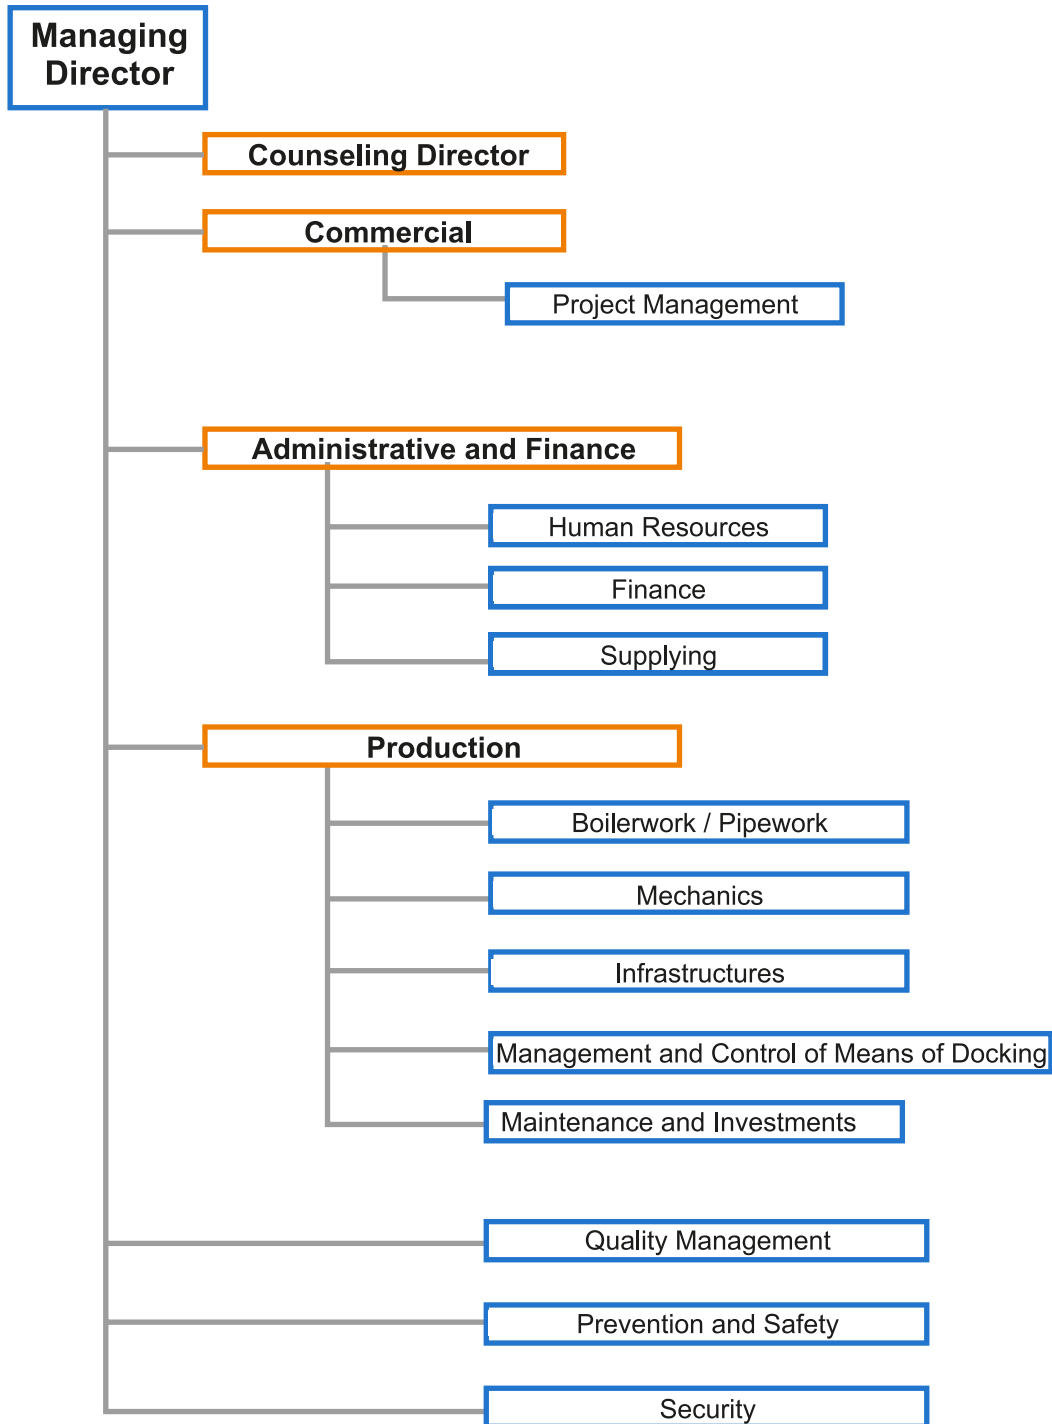 Managing
Director
Counseling Director
Commercial
Project Management
Administrative and Finance
Human Resources
Finance
Supplying
Production
Boilerwork / Pipework
Mechanics
Infrastructures
Management and Control of Means of Docking
Maintenance and Investments
Quality Management
Prevention and Safety
Security